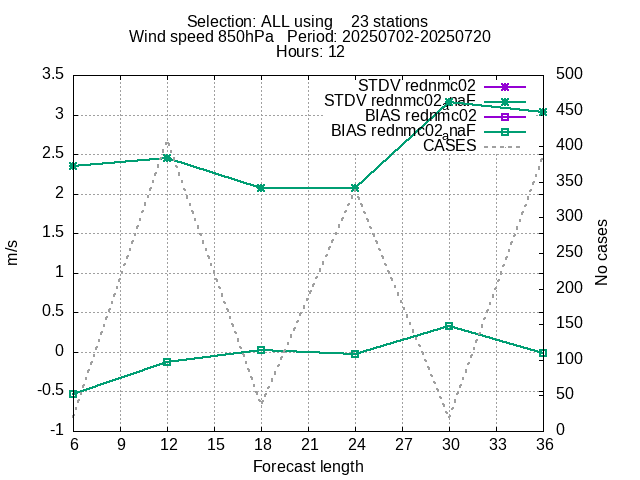 Selection: ALL using    23 stations
Wind speed 850hPa   Period: 20250702-20250720
Hours: 12
STDV rednmc02
STDV rednmc02_naF
BIAS rednmc02
BIAS rednmc02_anaF
CASES
3.5
3
2.5
2
1.5
1
0.5
0
-0.5
-1
m/s
500
450
400
350
300
250
200
150
100
50
0
No cases
6 9 12 15 18 21 24 27 30 33 36
Forecast length